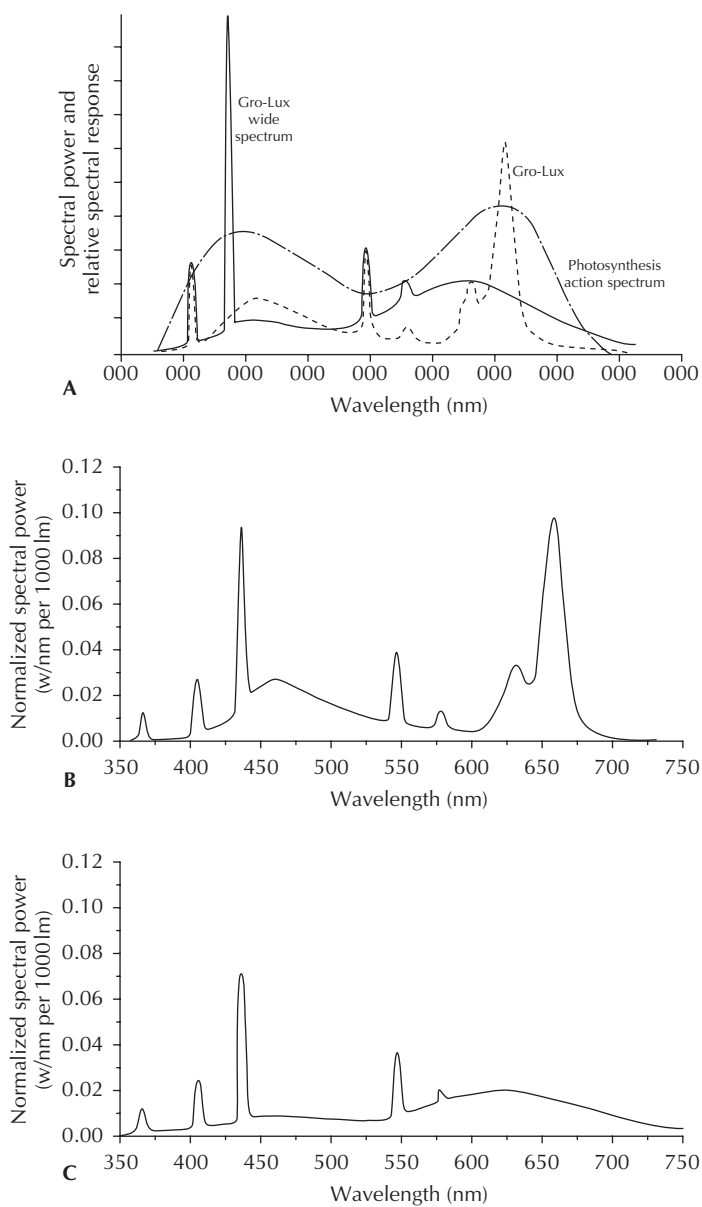 Spectral power and
relative spectral response
Gro-Lux
wide
spectrum
Gro-Lux
Photosynthesis
action spectrum
000 000 000 000 000 000 000 000 000 000
A
Wavelength (nm)
Normalized spectral power
(w/nm per 1000 lm)
0.12
0.10
0.08
0.06
0.04
0.02
0.00
350 400 450 500 550 600 650 700 750
B
Wavelength (nm)
Normalized spectral power
(w/nm per 1000 lm)
0.12
0.10
0.08
0.06
0.04
0.02
0.00
350 400 450 500 550 600 650 700 750
C
Wavelength (nm)